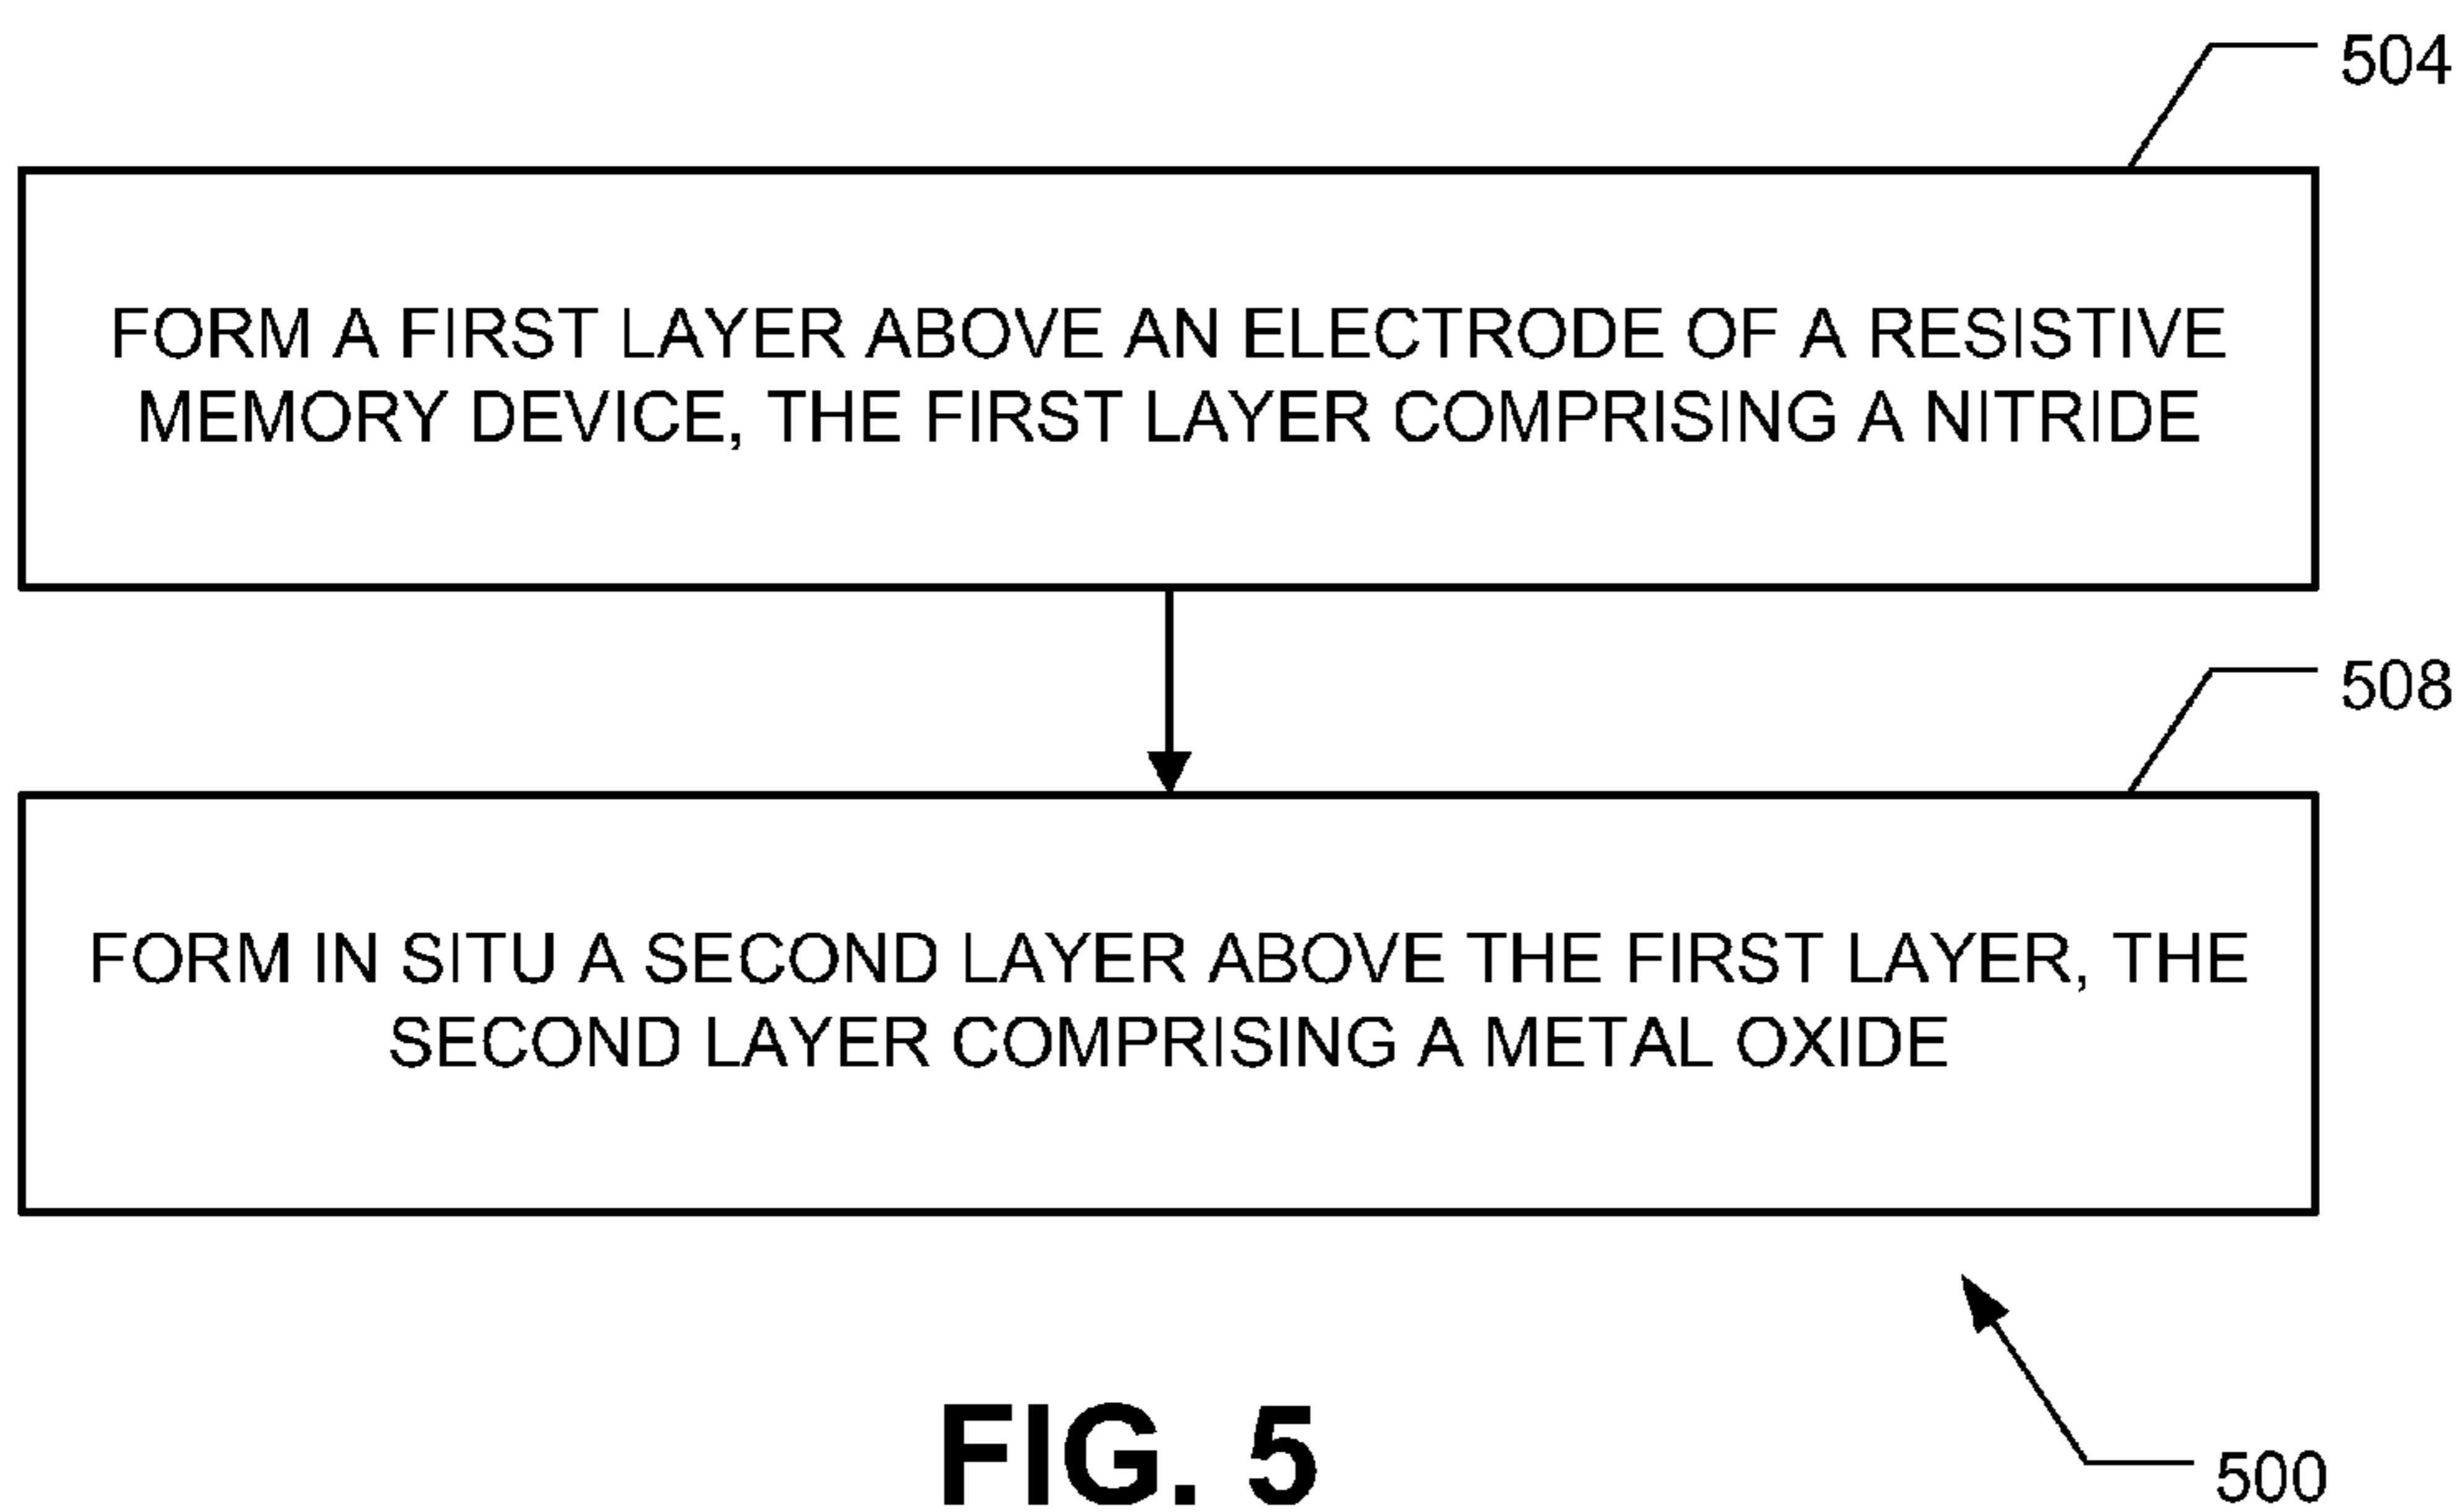 504
FORM A FIRST LAYER ABOVE AN ELECTRODE OF A RESISTIVE
MEMORY DEVICE, THE FIRST LAYER COMPRISING A NITRIDE
508
FORM IN SITU A SECOND LAYER ABOVE THE FIRST LAYER, THE
SECOND LAYER COMPRISING A METAL OXIDE
FIG. 5
500